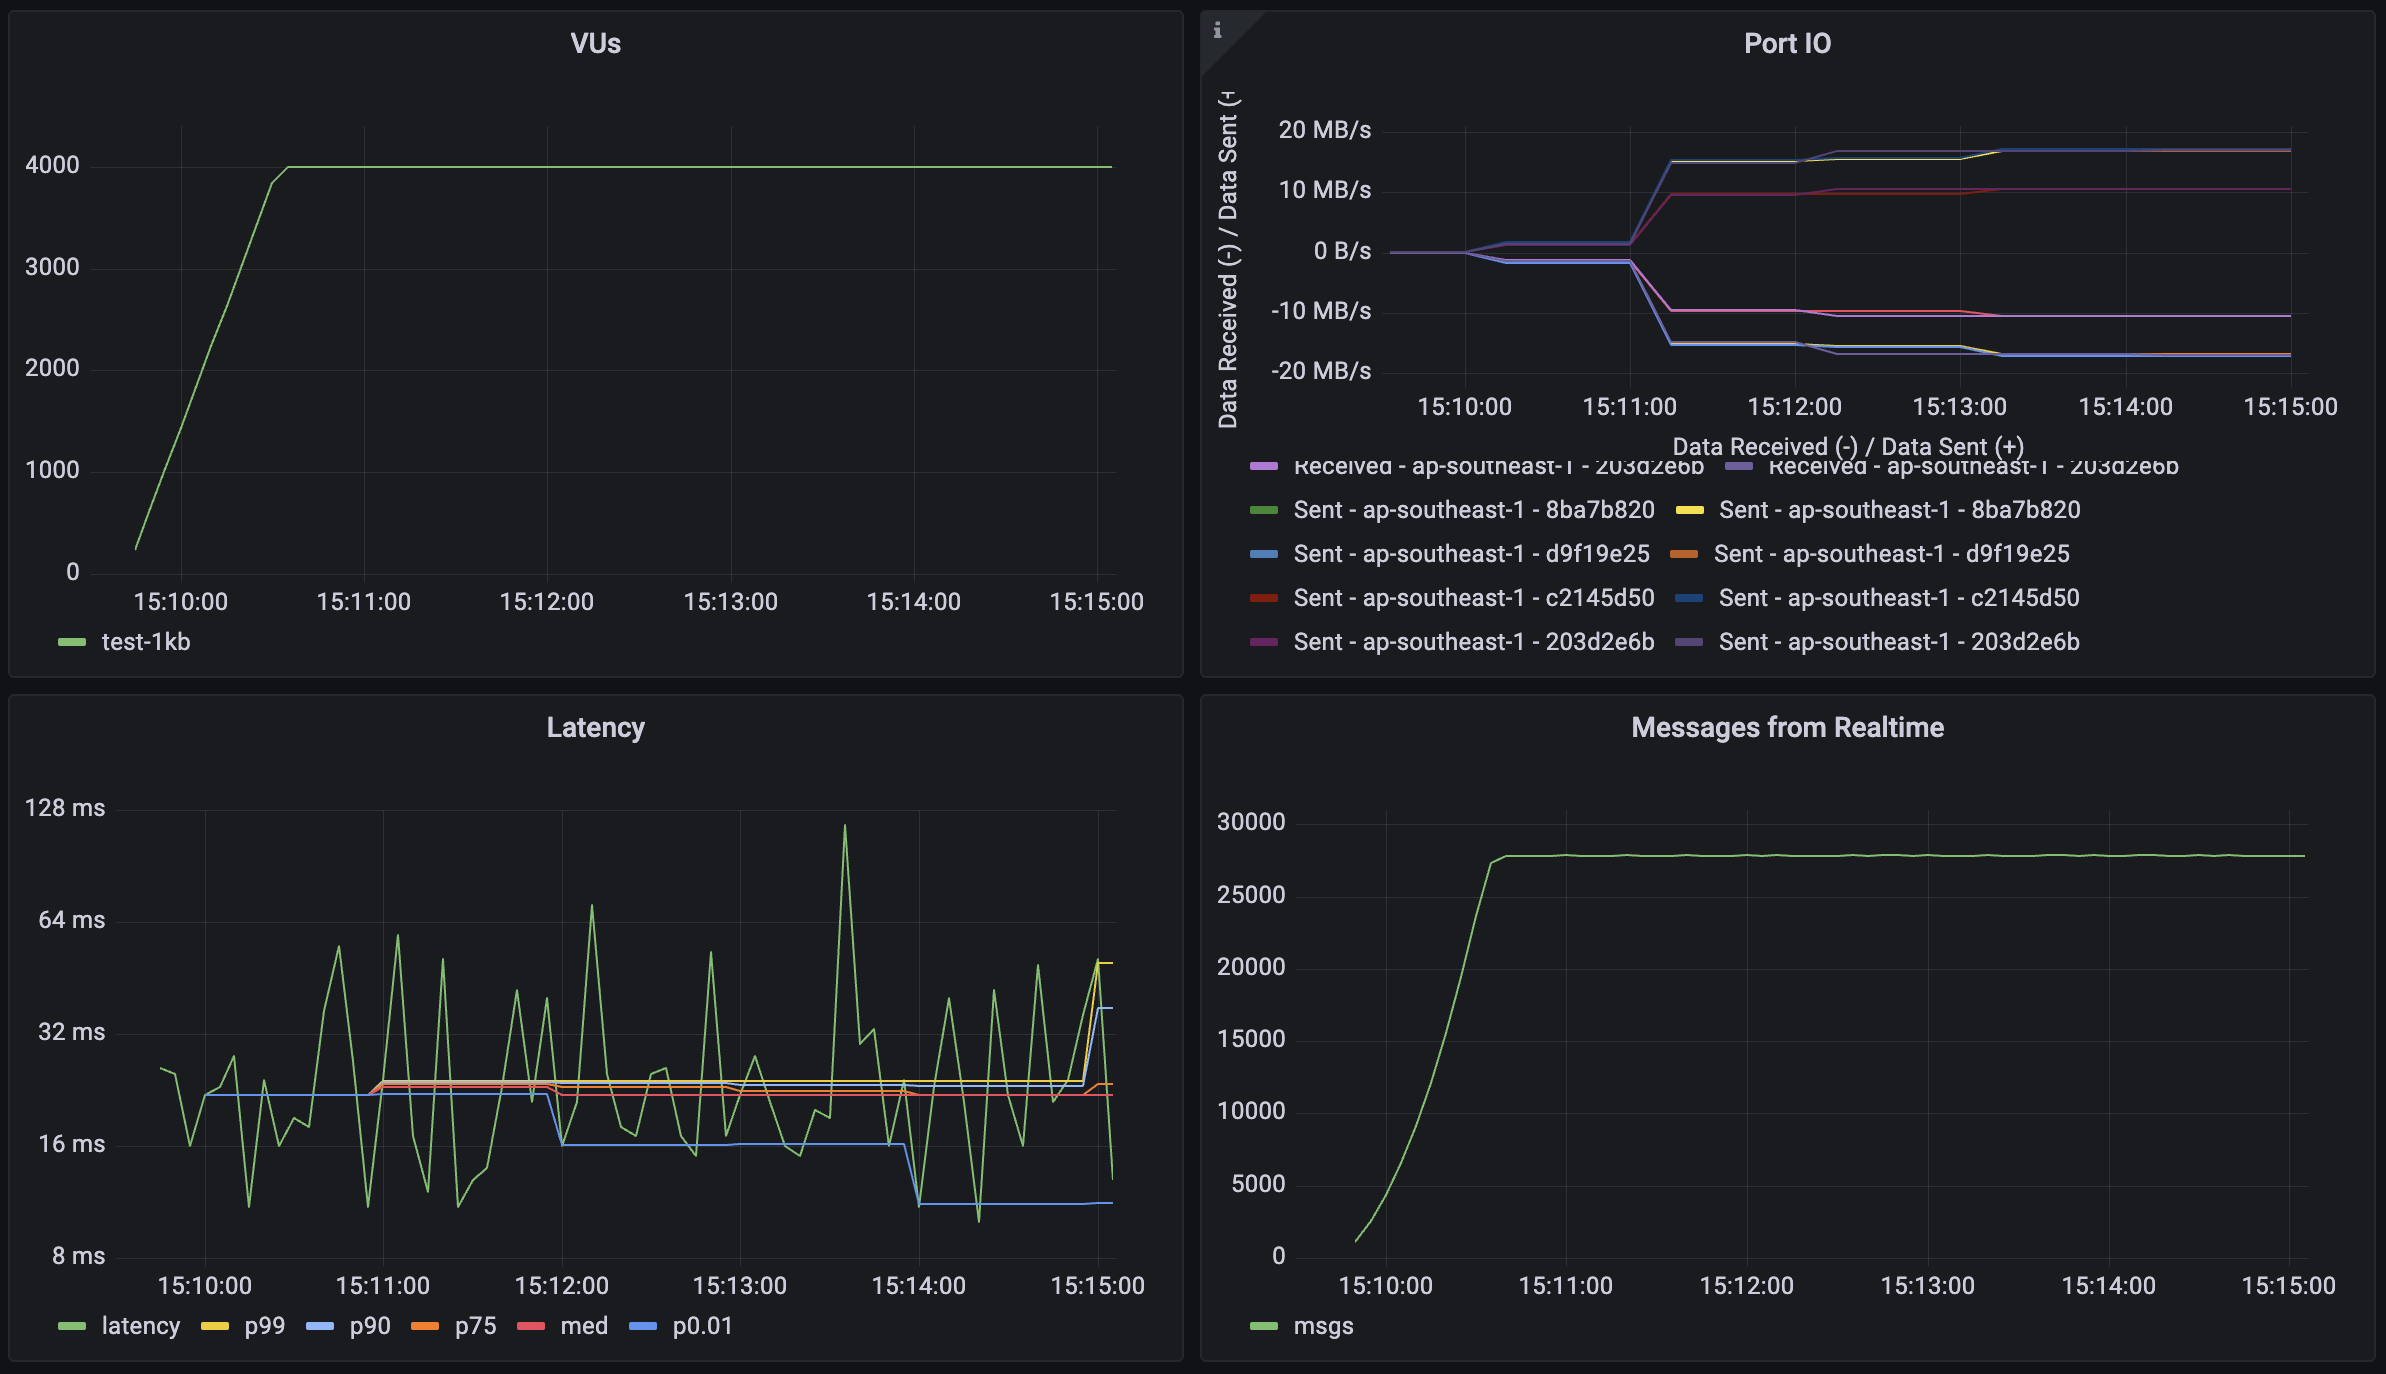 VUs
4000
3000
2000
1000
0
15:10:00 15:11:00 15:12:00 15:13:00 15:14:00 15:15:00
test-1kb
i
Port IO
Data Received (-) / Data Sent (+
20 MB/s
10 MB/s
0 B/s
-10 MB/s
-20 MB/s
15:10:00 15:11:00 15:12:00 15:13:00 15:14:00 15:15:00
Data Received (-) / Data Sent (+)
Received - ap-southeast-1 - 203d2e6b Received - ap-southeast-1 - 203d2e6b
Sent - ap-southeast-1 - 8ba7b820 Sent - ap-southeast-1 - 8ba7b820
Sent - ap-southeast-1 - d9f19e25 Sent - ap-southeast-1 - d9f19e25
Sent - ap-southeast-1 - c2145d50 Sent - ap-southeast-1 - c2145d50
Sent - ap-southeast-1 - 203d2e6b Sent - ap-southeast-1 - 203d2e6b
Latency
128 ms
64 ms
32 ms
16 ms
8 ms
15:10:00 15:11:00 15:12:00 15:13:00 15:14:00 15:15:00
latency p99 p90 p75 med p0.01
Messages from Realtime
30000
25000
20000
15000
10000
5000
0
15:10:00 15:11:00 15:12:00 15:13:00 15:14:00 15:15:00
msgs